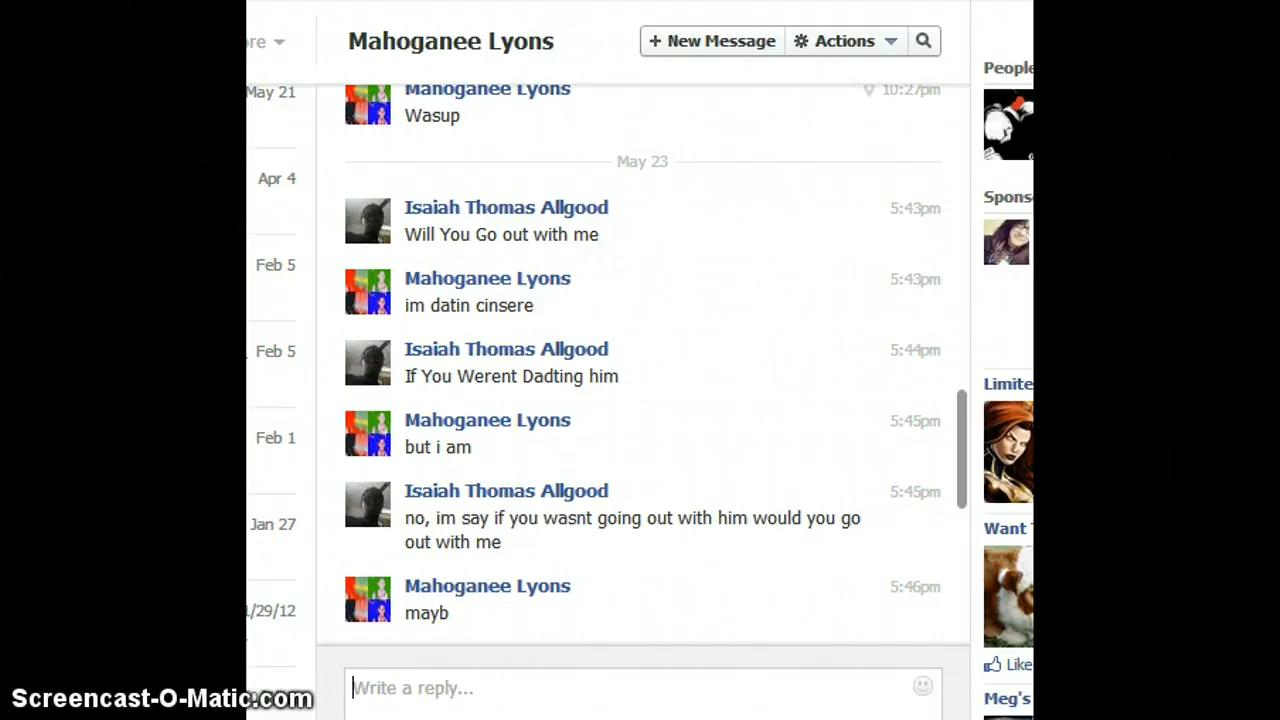 ore
Mahoganee Lyons
+ New Message
Actions
People
May 21
Mahoganee Lyons
10:27pm
Wasup
May 23
Apr 4
Isaiah Thomas Allgood
5:43pm
Will You Go out with me
Spons
Feb 5
Mahoganee Lyons
5:43pm
im datin cinsere
Feb 5
Isaiah Thomas Allgood
5:44pm
If You Werent Dadting him
Limite
Feb 1
Mahoganee Lyons
5:45pm
but i am
Jan 27
Isaiah Thomas Allgood
5:45pm
no, im say if you wasnt going out with him would you go
out with me
Want
/29/12
Mahoganee Lyons
5:46pm
mayb
Like
Write a reply...
Meg's
Screencast-O-Matic.com